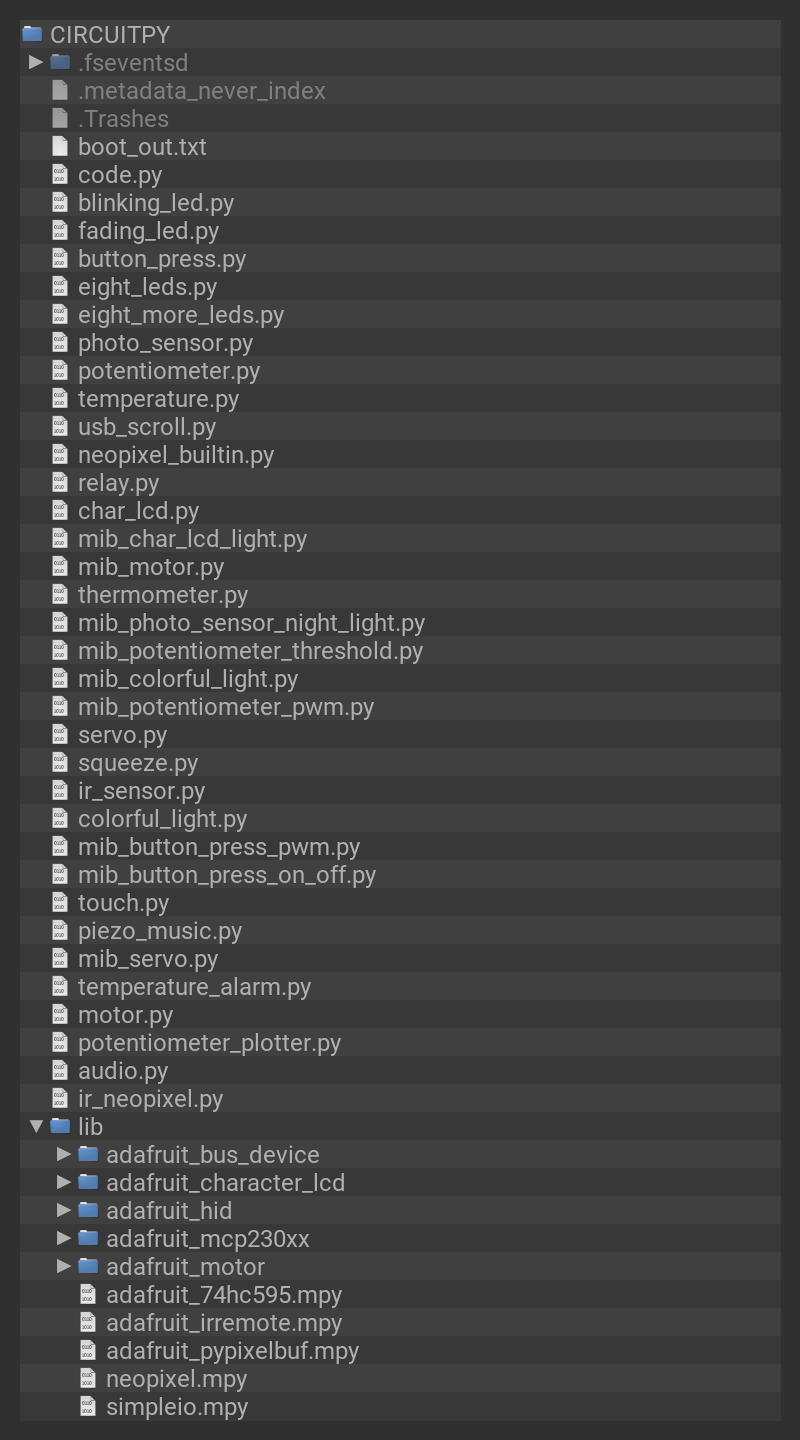 CIRCUITPY
.fseventsd
.metadata_never_index
.Trashes
boot_out.txt
code.py
blinking_led.py
fading_led.py
button_press.py
eight_leds.py
eight_more_leds.py
photo_sensor.py
potentiometer.py
temperature.py
usb_scroll.py
neopixel_builtin.py
relay.py
char_lcd.py
mib_char_lcd_light.py
mib_motor.py
thermometer.py
mib_photo_sensor_night_light.py
mib_potentiometer_threshold.py
mib_colorful_light.py
mib_potentiometer_pwm.py
servo.py
squeeze.py
ir_sensor.py
colorful_light.py
mib_button_press_pwm.py
mib_button_press_on_off.py
touch.py
piezo_music.py
mib_servo.py
temperature_alarm.py
motor.py
potentiometer_plotter.py
audio.py
ir_neopixel.py
lib
adafruit_bus_device
adafruit_character_lcd
adafruit_hid
adafruit_mcp230xx
adafruit_motor
adafruit_74hc595.mpy
adafruit_irremote.mpy
adafruit_pypixelbuf.mpy
neopixel.mpy
simpleio.mpy